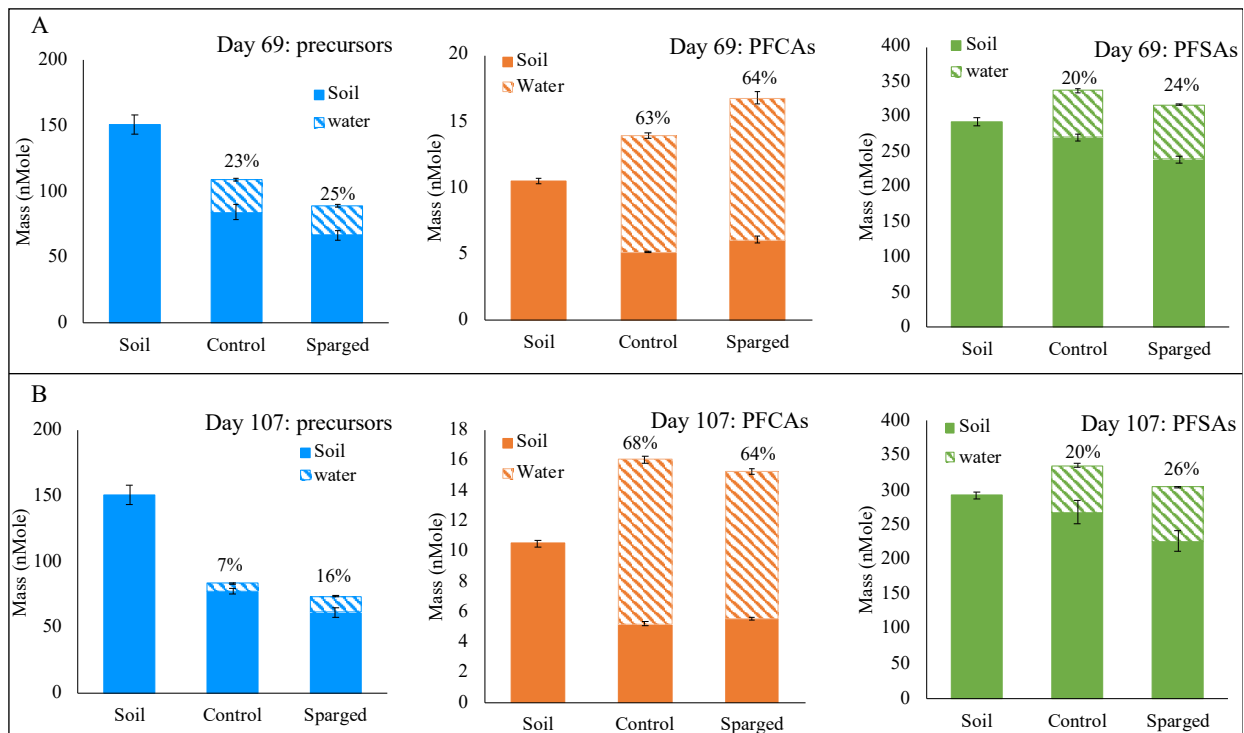 A
Day 69: precursors
Soil
water
Mass (nMole)
200
150
100
50
0
23%
25%
Soil
Control
Sparged
Day 69: PFCAs
Soil
Water
Mass (nMole)
20
15
10
5
0
63%
64%
Soil
Control
Sparged
Day 69: PFSAs
Soil
water
Mass (nMole)
400
350
300
250
200
150
100
50
0
20%
24%
Soil
Control
Sparged
B
Day 107: precursors
Soil
water
Mass (nMole)
200
150
100
50
0
7%
16%
Soil
Control
Sparged
Day 107: PFCAs
Soil
Water
Mass (nMole)
18
16
14
12
10
8
6
4
2
0
68%
64%
Soil
Control
Sparged
Day 107: PFSAs
Soil
water
Mass (nMole)
400
350
300
250
200
150
100
50
0
20%
26%
Soil
Control
Sparged